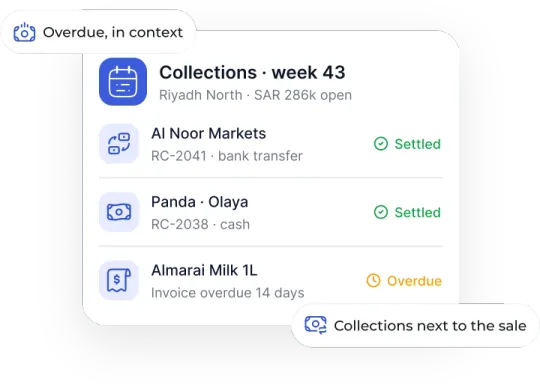 Overdue, in context
Collections · week 43
Riyadh North · SAR 286k open
Al Noor Markets
RC-2041 · bank transfer
Settled
Panda · Olaya
RC-2038 · cash
Settled
Almarai Milk 1L
Invoice overdue 14 days
Overdue
Collections next to the sale